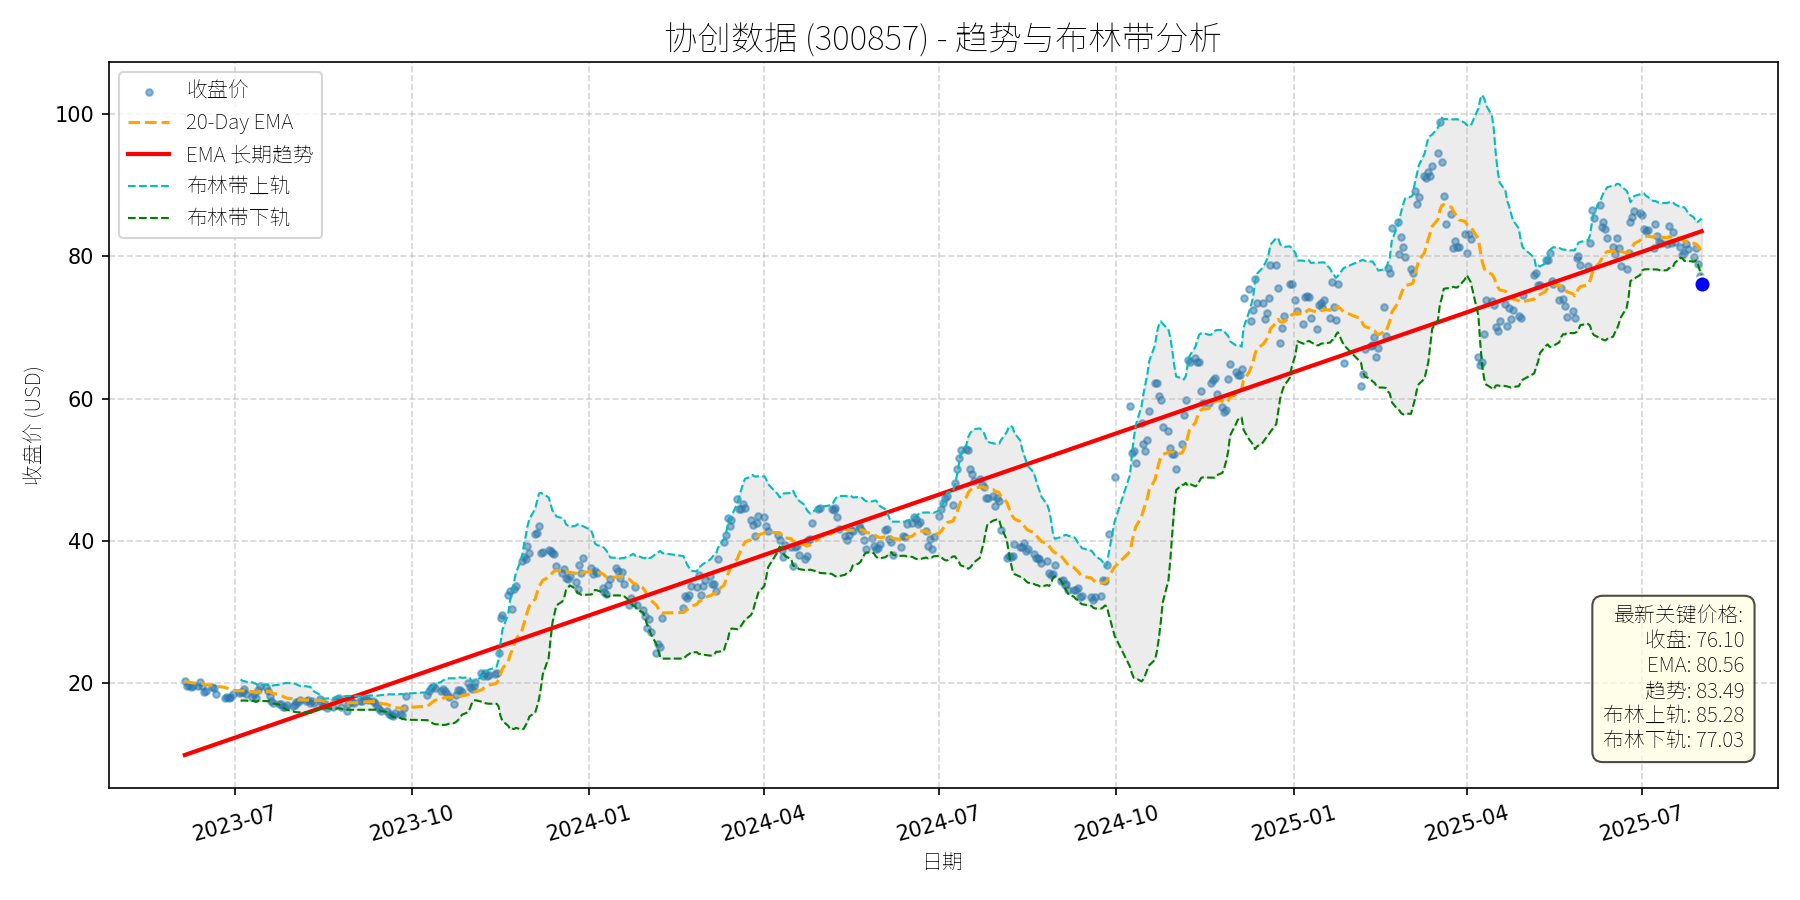 协创数据 (300857) - 趋势与布林带分析
收盘价
20-Day EMA
EMA 长期趋势
布林带上轨
布林带下轨
100
80
60
40
20
收盘价 (USD)
最新关键价格:
收盘: 76.10
EMA: 80.56
趋势: 83.49
布林上轨: 85.28
布林下轨: 77.03
2023-07
2023-10
2024-01
2024-04
2024-07
2024-10
2025-01
2025-04
2025-07
日期